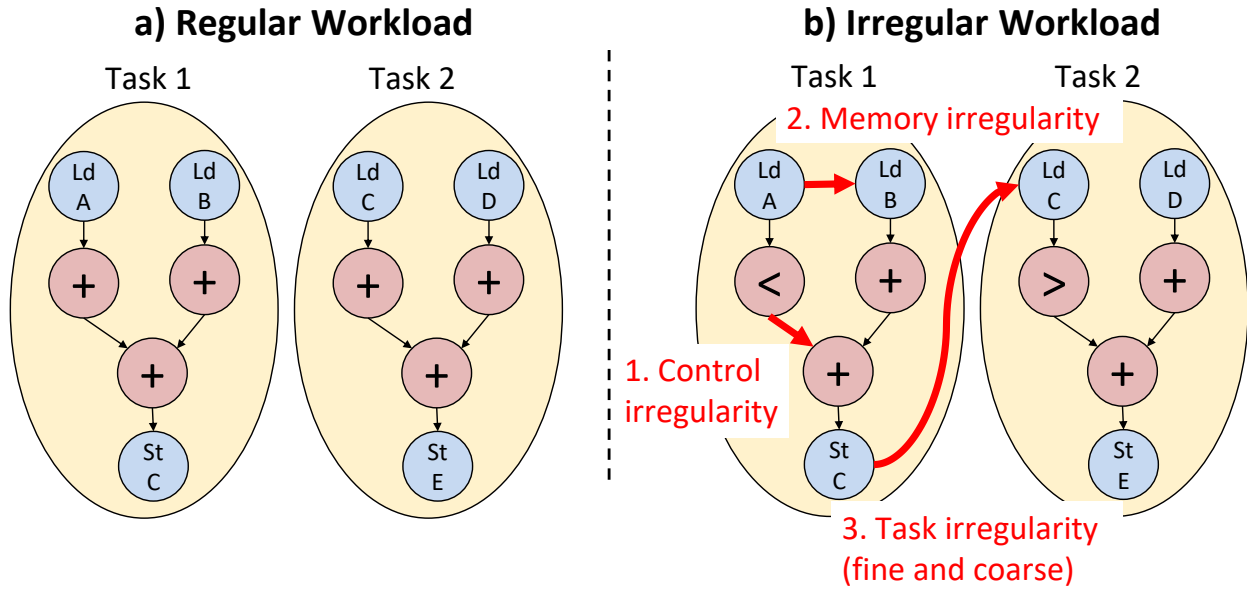 a) Regular Workload
Task 1
Task 2
Ld
A
Ld
B
Ld
C
Ld
D
+
+
+
+
+
+
St
C
St
E
b) Irregular Workload
Task 1
Task 2
2. Memory irregularity
Ld
A
Ld
B
Ld
C
Ld
D
<
+
>
+
1. Control
irregularity
+
+
St
C
St
E
3. Task irregularity
(fine and coarse)